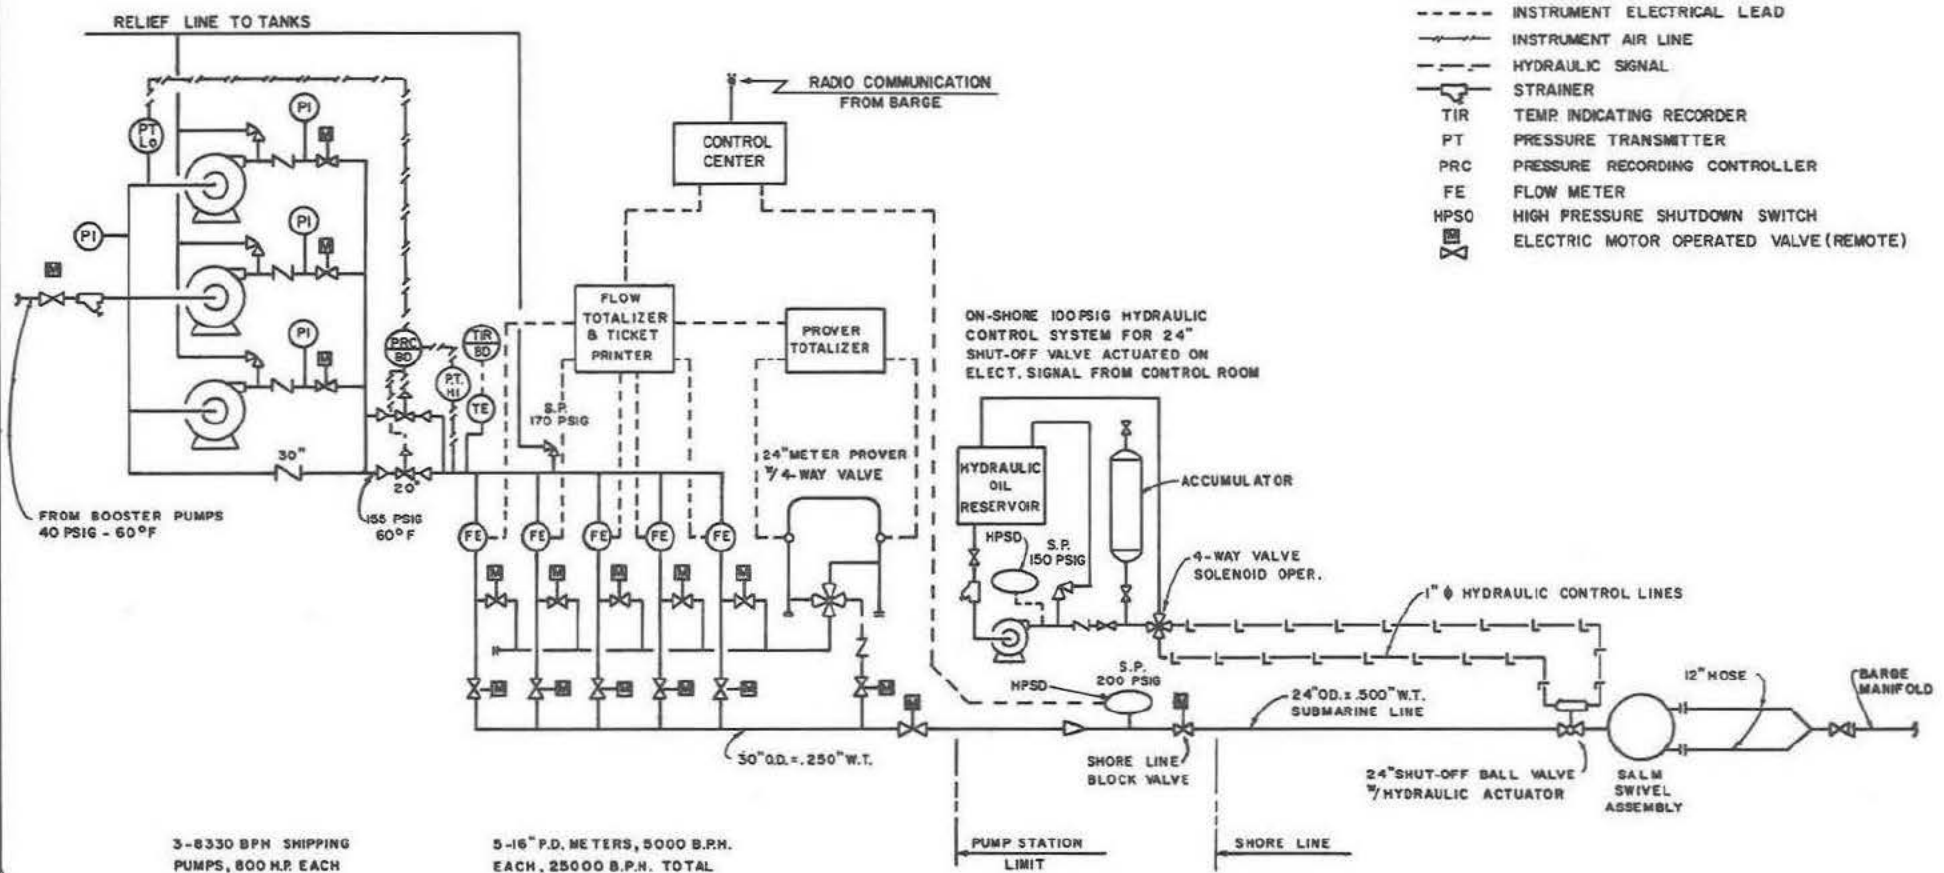 RELIEF LINE TO TANKS
RADIO COMMUNICATION
FROM BARGE
CONTROL
CENTER
INSTRUMENT ELECTRICAL LEAD
INSTRUMENT AIR LINE
HYDRAULIC SIGNAL
STRAINER
TIR TEMP. INDICATING RECORDER
PT PRESSURE TRANSMITTER
PRC PRESSURE RECORDING CONTROLLER
FE FLOW METER
HPSO HIGH PRESSURE SHUTDOWN SWITCH
M ELECTRIC MOTOR OPERATED VALVE (REMOTE)
PT
LO
PI
M
PI
PI
M
M
PI
M
FLOW
TOTALIZER
& TICKET
PRINTER
PROVER
TOTALIZER
ON-SHORE 100 PSIG HYDRAULIC
CONTROL SYSTEM FOR 24"
SHUT-OFF VALVE ACTUATED ON
ELECT. SIGNAL FROM CONTROL ROOM
PRC
BD
TIR
BD
P.T.
HI
TE
S.P.
170 PSIG
30"
20"
24" METER PROVER
W/ 4-WAY VALVE
HYDRAULIC
OIL
RESERVOIR
ACCUMULATOR
FROM BOOSTER PUMPS
40 PSIG - 60°F
155 PSIG
60°F
FE
FE
FE
FE
FE
HPSD
S.P.
150 PSIG
4-WAY VALVE
SOLENOID OPER.
M
M
M
M
M
1" ϕ HYDRAULIC CONTROL LINES
M
M
M
M
M
M
M
HPSD
S.P.
200 PSIG
M
24" O.D. x .500" W.T.
SUBMARINE LINE
12" HOSE
BARGE
MANIFOLD
30" O.D. = .250" W.T.
SHORE LINE
BLOCK VALVE
24" SHUT-OFF BALL VALVE
W/ HYDRAULIC ACTUATOR
SALM
SWIVEL
ASSEMBLY
3-8330 BPH SHIPPING
PUMPS, 800 H.P. EACH
5-16" P.D. METERS, 5000 B.P.H.
EACH, 25000 B.P.H. TOTAL
PUMP STATION
LIMIT
SHORE LINE